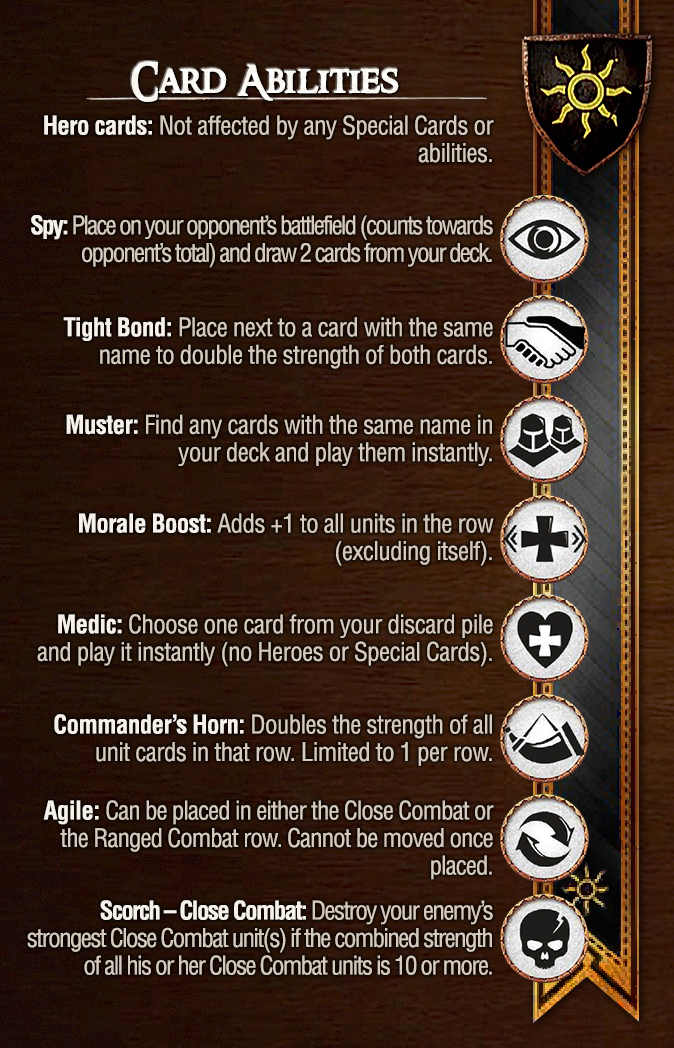 Card Abilities
Hero cards: Not affected by any Special Cards or
abilities.
Spy: Place on your opponent's battlefield (counts towards
opponent's total) and draw 2 cards from your deck.
Tight Bond: Place next to a card with the same
name to double the strength of both cards.
Muster: Find any cards with the same name in
your deck and play them instantly.
Morale Boost: Adds +1 to all units in the row
(excluding itself).
Medic: Choose one card from your discard pile
and play it instantly (no Heroes or Special Cards).
Commander's Horn: Doubles the strength of all
unit cards in that row. Limited to 1 per row.
Agile: Can be placed in either the Close Combat or
the Ranged Combat row. Cannot be moved once
placed.
Scorch – Close Combat: Destroy your enemy's
strongest Close Combat unit(s) if the combined strength
of all his or her Close Combat units is 10 or more.